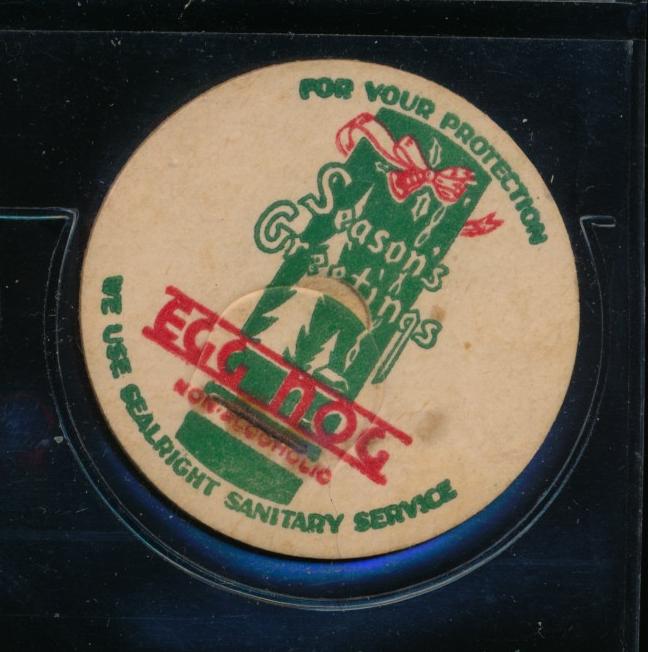 FOR YOUR PROTECTION
Season's
Greetings
EGG NOG
NON-ALCOHOLIC
WE USE SEALRIGHT SANITARY SERVICE